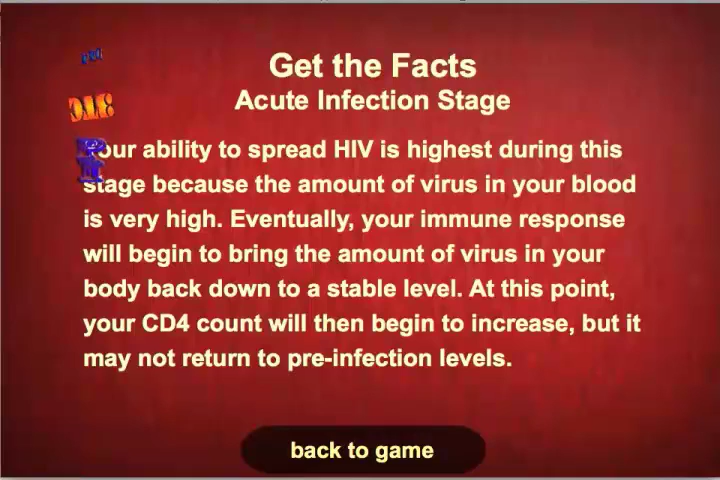 Get the Facts
Acute Infection Stage
Your ability to spread HIV is highest during this
stage because the amount of virus in your blood
is very high. Eventually, your immune response
will begin to bring the amount of virus in your
body back down to a stable level. At this point,
your CD4 count will then begin to increase, but it
may not return to pre-infection levels.
back to game